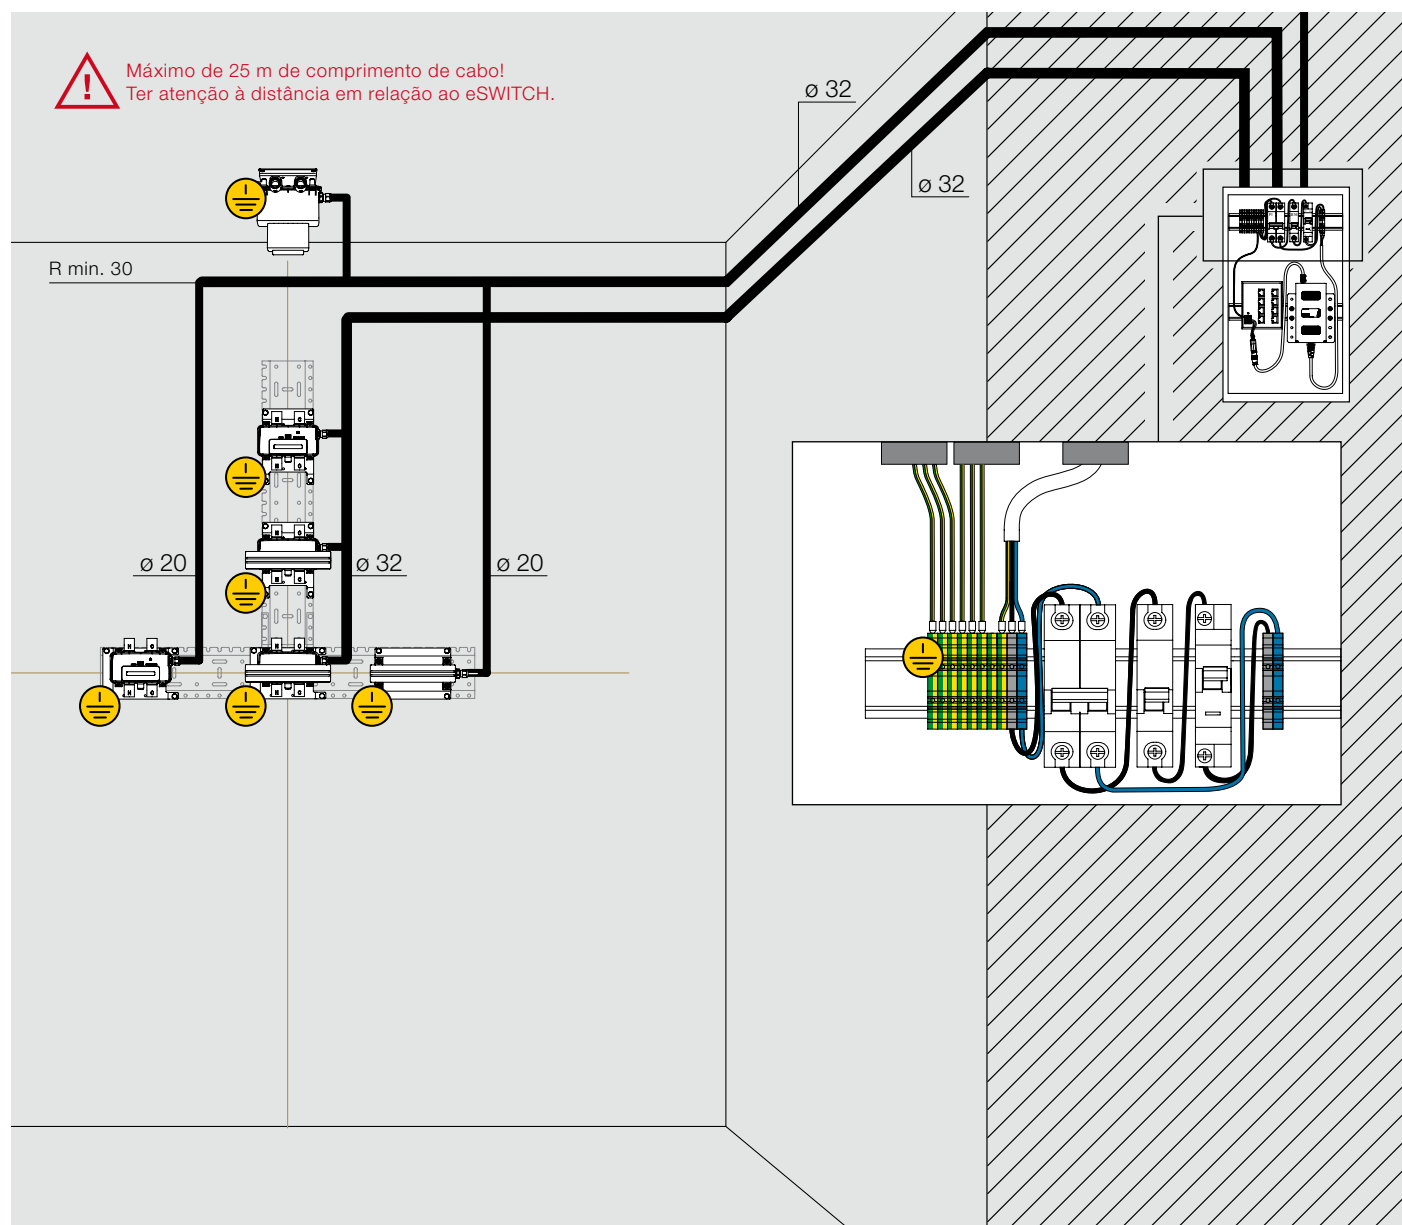 Máximo de 25 m de comprimento de cabo!
Ter atenção à distância em relação ao eSWITCH.
ø 32
ø 32
R min. 30
ø 20
ø 32
ø 20